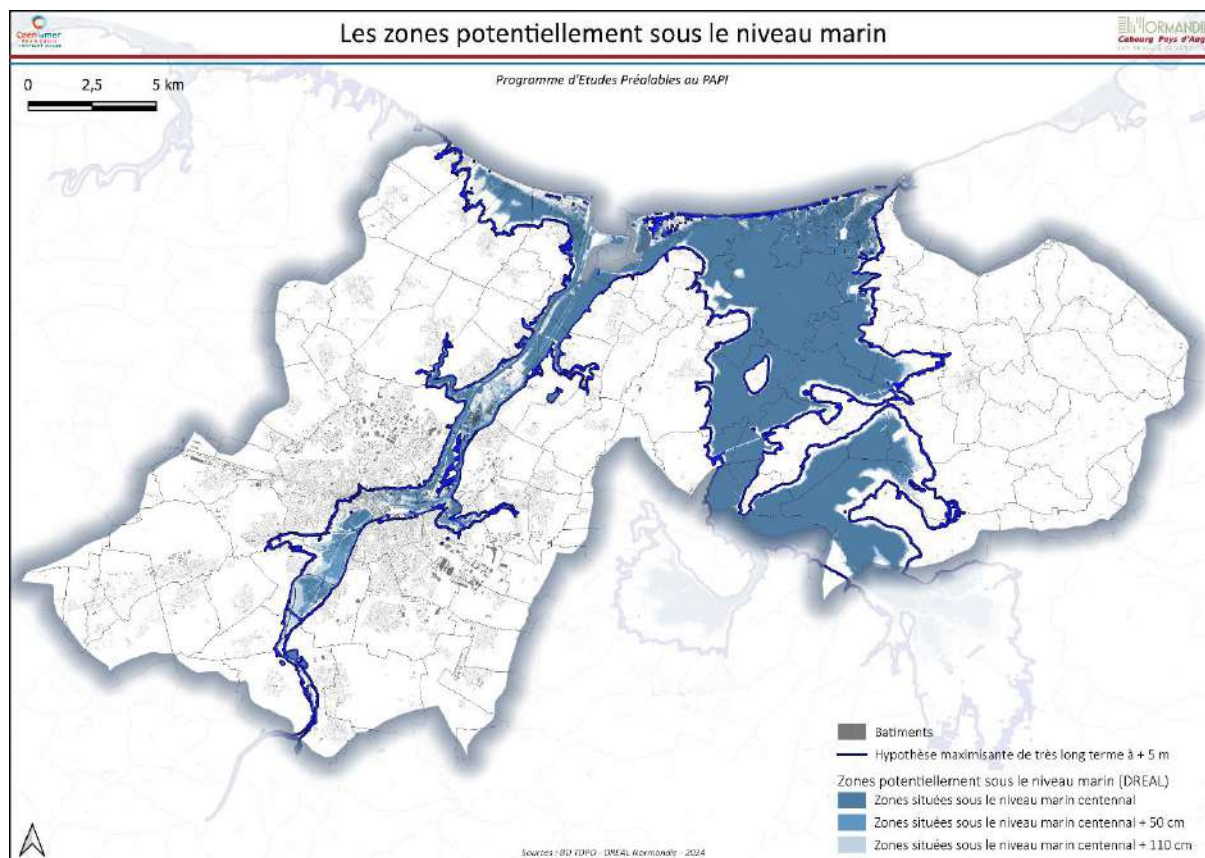 Caenlamer
NORMANDIE
Les zones potentiellement sous le niveau marin
NORMANDIE
Cabourg Pays d'Auge
Programme d'Etudes Préalables au PAPI
0 2,5 5 km
Batiments
Hypothèse maximisante de très long terme à + 5 m
Zones potentiellement sous le niveau marin (DREAL)
Zones situées sous le niveau marin centennal
Zones situées sous le niveau marin centennal + 50 cm
Zones situées sous le niveau marin centennal + 110 cm
Sources : BD TOPO - DREAL Normandie - 2024